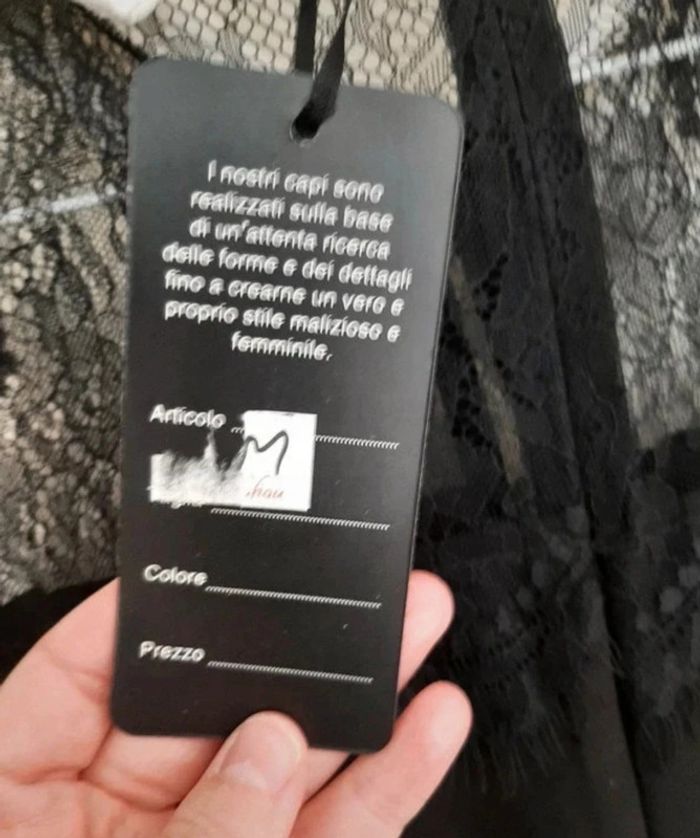 I nostri capi sono
realizzati sulla base
di un'attenta ricerca
delle forme e dei dettagli
fino a crearne un vero e
proprio stile malizioso e
femminile.
Articolo
M
Colore
Prezzo